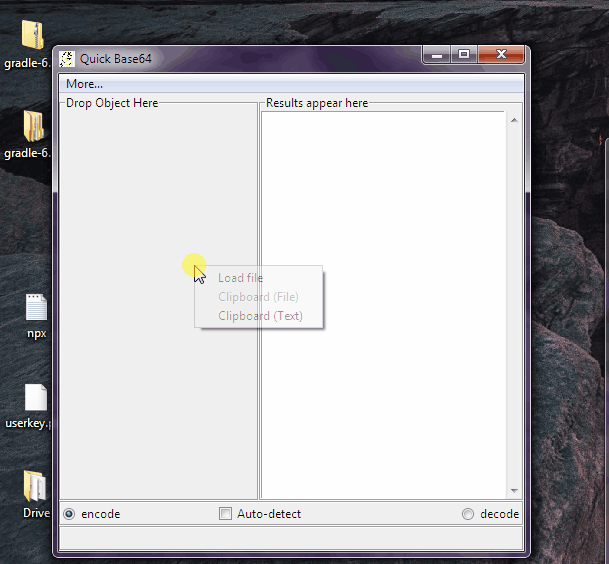 Quick Base64
More...
Drop Object Here
Results appear here
gradle-6.
gradle-6.
npx
userkey.p
Drive
Load file
Clipboard (File)
Clipboard (Text)
encode
Auto-detect
decode